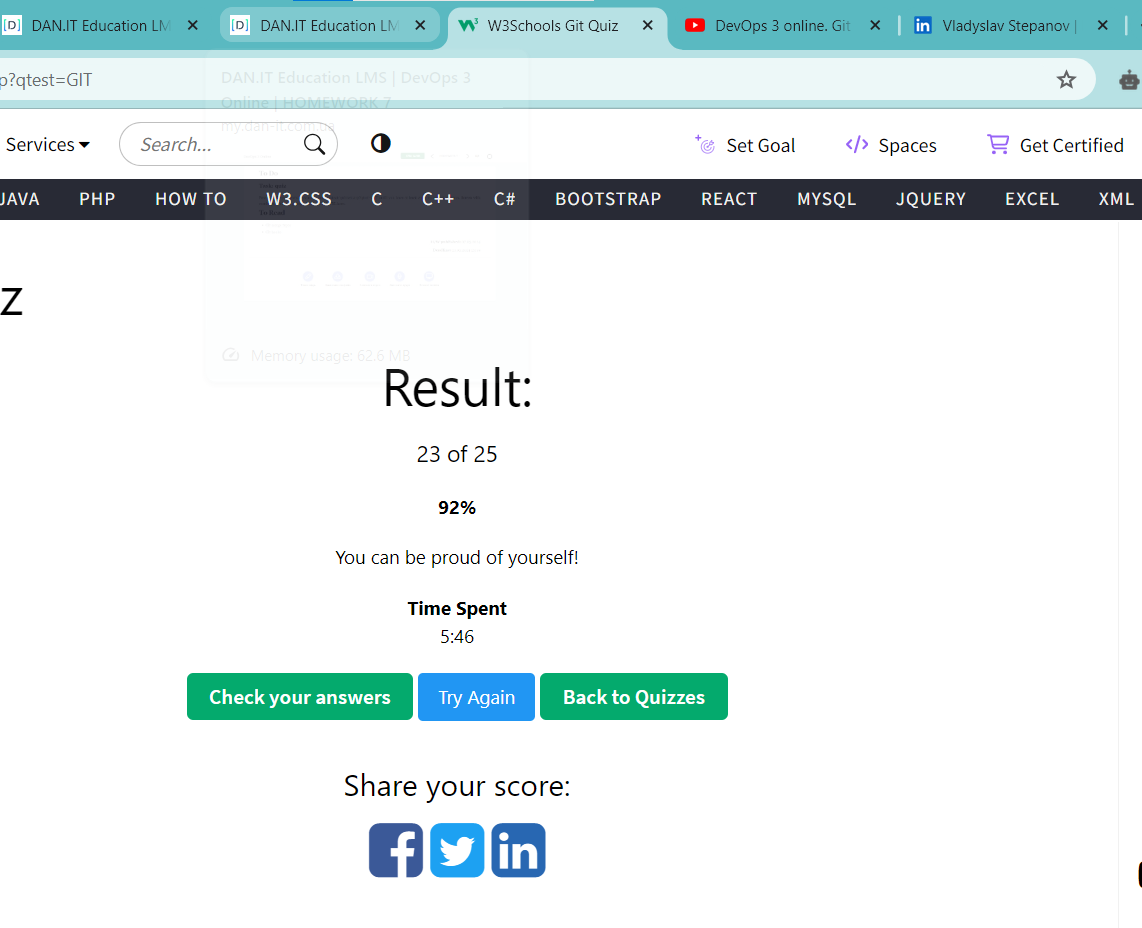 [D] DAN.IT Education LM
[D] DAN.IT Education LM
W3Schools Git Quiz
DevOps 3 online. Git
in Vladyslav Stepanov |
p?qtest=GIT
DAN.IT Education LMS | DevOps 3
Online | HOMEWORK 7
my.dan-it.com.ua
Services
Search...
Set Goal
Spaces
Get Certified
JAVA PHP HOW TO W3.CSS C C++ C# BOOTSTRAP REACT MYSQL JQUERY EXCEL XML
z
Memory usage: 62.6 MB
Result:
23 of 25
92%
You can be proud of yourself!
Time Spent
5:46
Check your answers
Try Again
Back to Quizzes
Share your score:
in